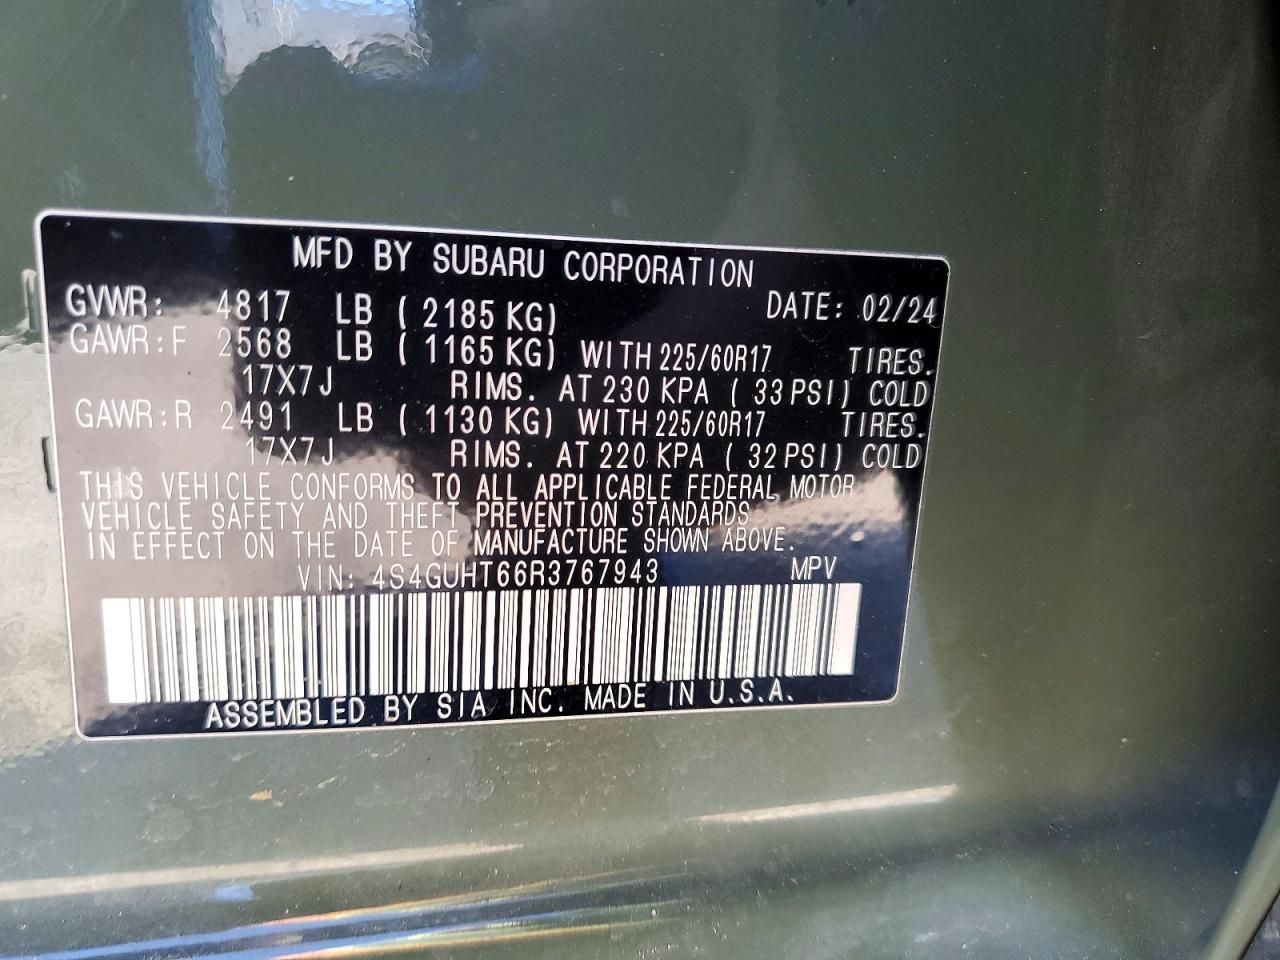 MFD BY SUBARU CORPORATION
GVWR: 4817 LB ( 2185 KG) DATE: 02/24
GAWR:F 2568 LB ( 1165 KG) WITH 225/60R17 TIRES.
17X7J RIMS. AT 230 KPA ( 33 PSI) COLD
GAWR:R 2491 LB ( 1130 KG) WITH 225/60R17 TIRES.
17X7J RIMS. AT 220 KPA ( 32 PSI) COLD
THIS VEHICLE CONFORMS TO ALL APPLICABLE FEDERAL MOTOR
VEHICLE SAFETY AND THEFT PREVENTION STANDARDS
IN EFFECT ON THE DATE OF MANUFACTURE SHOWN ABOVE.
VIN: 4S4GUHT66R3767943 MPV
ASSEMBLED BY SIA INC. MADE IN U.S.A.